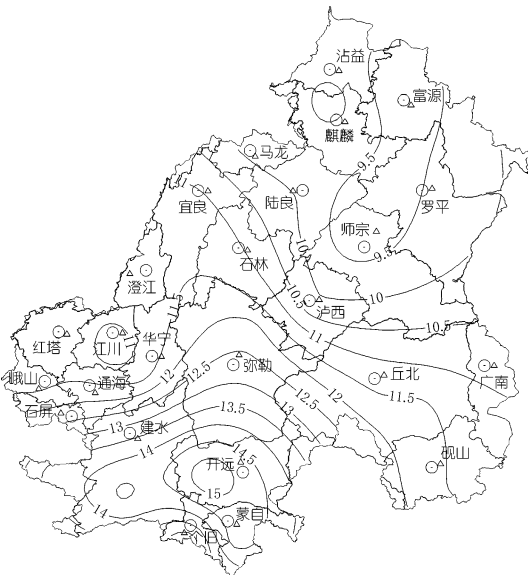 沾益
富源
麒麟
马龙
9.5
宜良
陆良
罗平
师宗
石林
10
9.5
澄江
10.5
泸西
10
11
10.5
红塔
江川
华宁
11
峨山
通海
12
12.5
弥勒
丘北
广南
石屏
13.5
13
12.5
12
11.5
13
建水
14
开远
14.5
砚山
15
14
蒙自